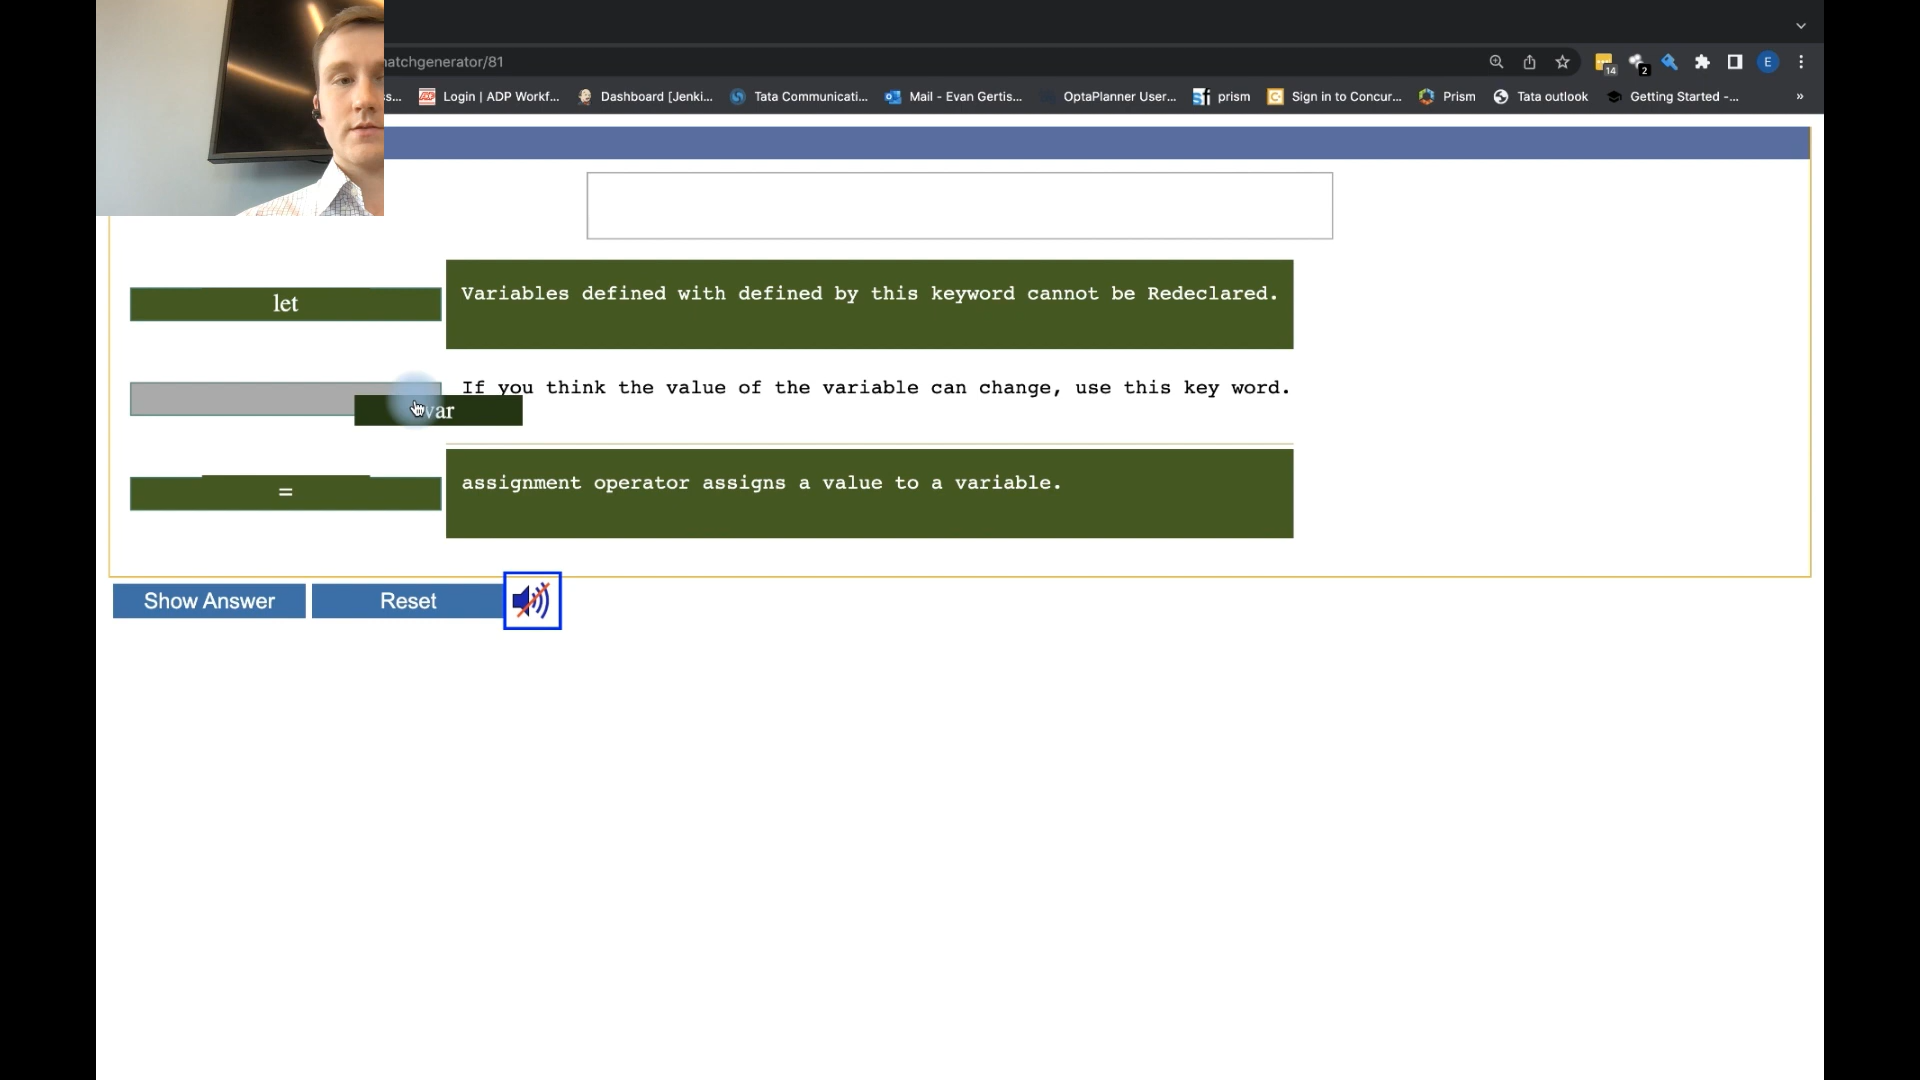 atchgenerator/81
14
2
E
s...
Login | ADP Workf...
Dashboard [Jenki...
Tata Communicati...
Mail - Evan Gertis...
OptaPlanner User...
prism
Sign in to Concur...
Prism
Tata outlook
Getting Started -...
»
let
Variables defined with defined by this keyword cannot be Redeclared.
If you think the value of the variable can change, use this key word.
var
=
assignment operator assigns a value to a variable.
Show Answer
Reset